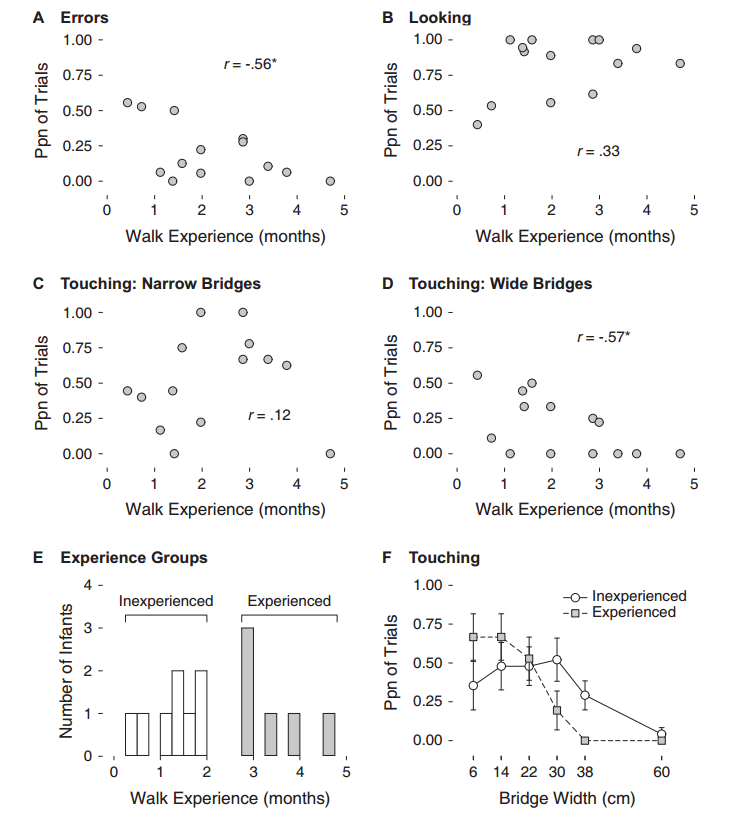 A Errors
1.00
0.75
0.50
0.25
0.00
Ppn of Trials
r = -.56*
0 1 2 3 4 5
Walk Experience (months)
B Looking
1.00
0.75
0.50
0.25
0.00
Ppn of Trials
r = .33
0 1 2 3 4 5
Walk Experience (months)
C Touching: Narrow Bridges
1.00
0.75
0.50
0.25
0.00
Ppn of Trials
r = .12
0 1 2 3 4 5
Walk Experience (months)
D Touching: Wide Bridges
1.00
0.75
0.50
0.25
0.00
Ppn of Trials
r = -.57*
0 1 2 3 4 5
Walk Experience (months)
E Experience Groups
4
3
2
1
0
Number of Infants
Inexperienced Experienced
0 1 2 3 4 5
Walk Experience (months)
F Touching
1.00
0.75
0.50
0.25
0.00
Ppn of Trials
Inexperienced
Experienced
6 14 22 30 38 60
Bridge Width (cm)